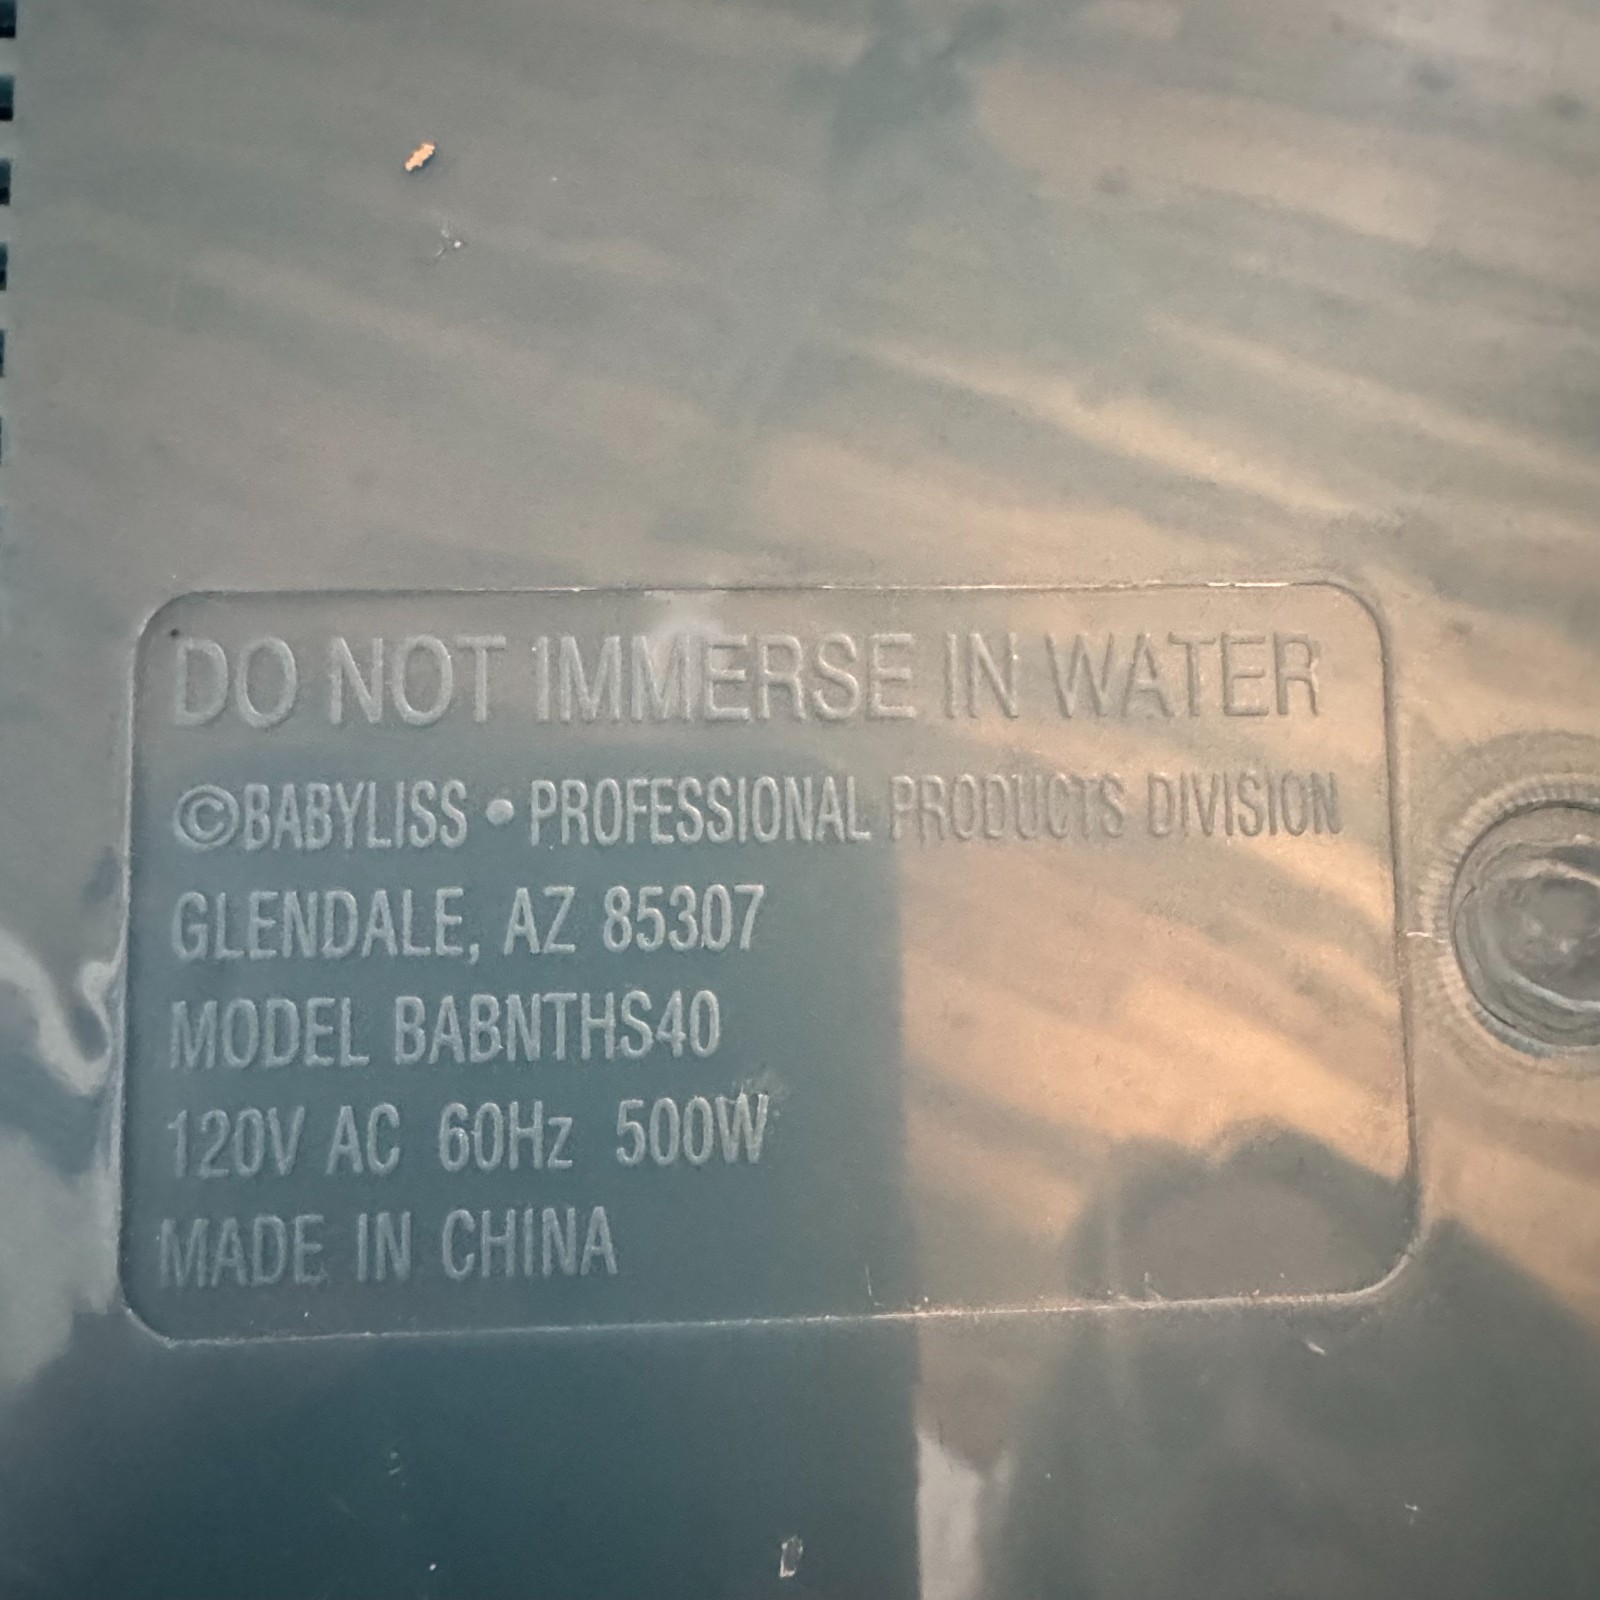 DO NOT IMMERSE IN WATER
©BABYLISS • PROFESSIONAL PRODUCTS DIVISION
GLENDALE, AZ 85307
MODEL BABNTHS40
120V AC 60Hz 500W
MADE IN CHINA